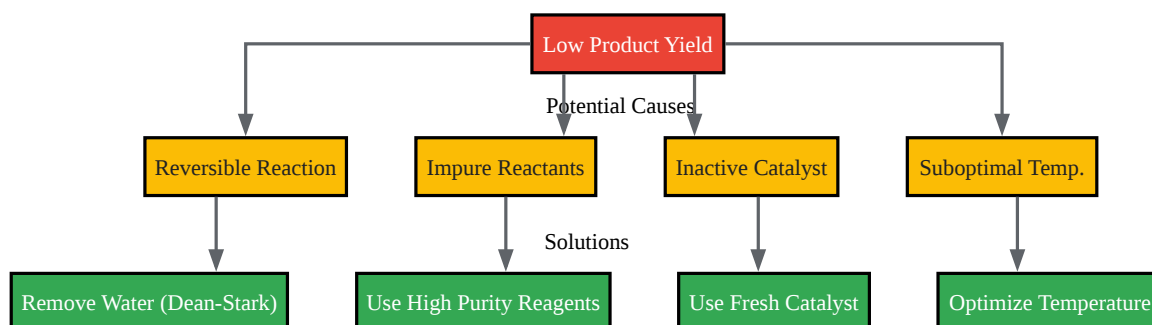 Low Product Yield
Potential Causes
Reversible Reaction
Impure Reactants
Inactive Catalyst
Suboptimal Temp.
Solutions
Remove Water (Dean-Stark)
Use High Purity Reagents
Use Fresh Catalyst
Optimize Temperature